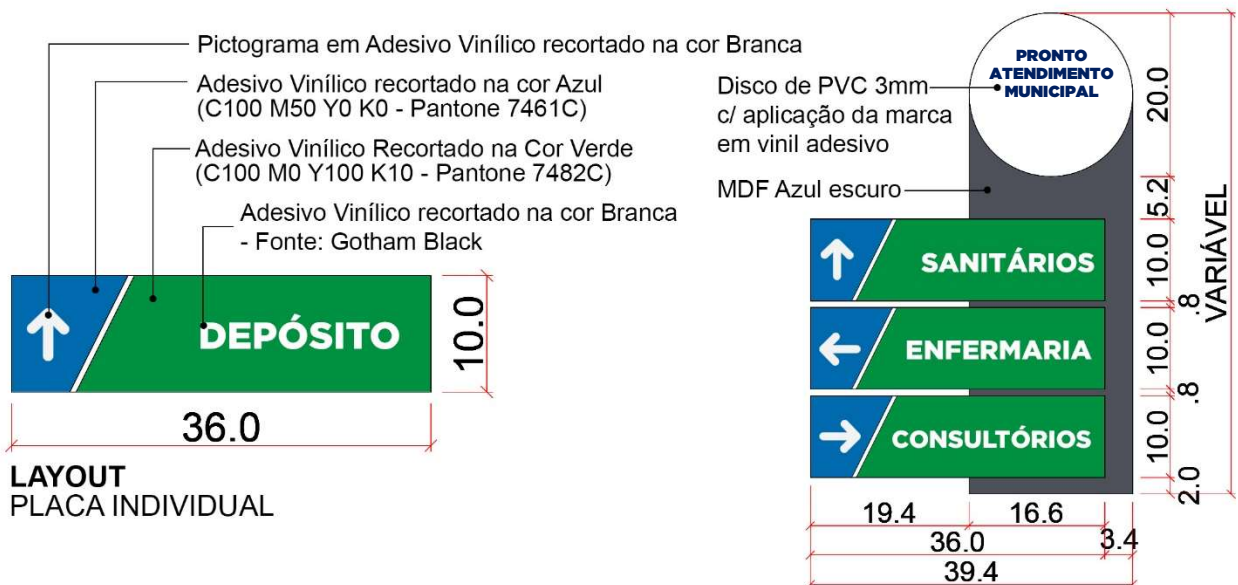 Pictograma em Adesivo Vinílico recortado na cor Branca
Adesivo Vinílico recortado na cor Azul
(C100 M50 Y0 K0 - Pantone 7461C)
Adesivo Vinílico Recortado na Cor Verde
(C100 M0 Y100 K10 - Pantone 7482C)
Adesivo Vinílico recortado na cor Branca
- Fonte: Gotham Black
DEPÓSITO
10.0
36.0
LAYOUT
PLACA INDIVIDUAL
PRONTO
ATENDIMENTO
MUNICIPAL
Disco de PVC 3mm
c/ aplicação da marca
em vinil adesivo
MDF Azul escuro
SANITÁRIOS
ENFERMARIA
CONSULTÓRIOS
20.0
5.2
10.0
.8
10.0
.8
10.0
2.0
VARIÁVEL
19.4
16.6
36.0
3.4
39.4